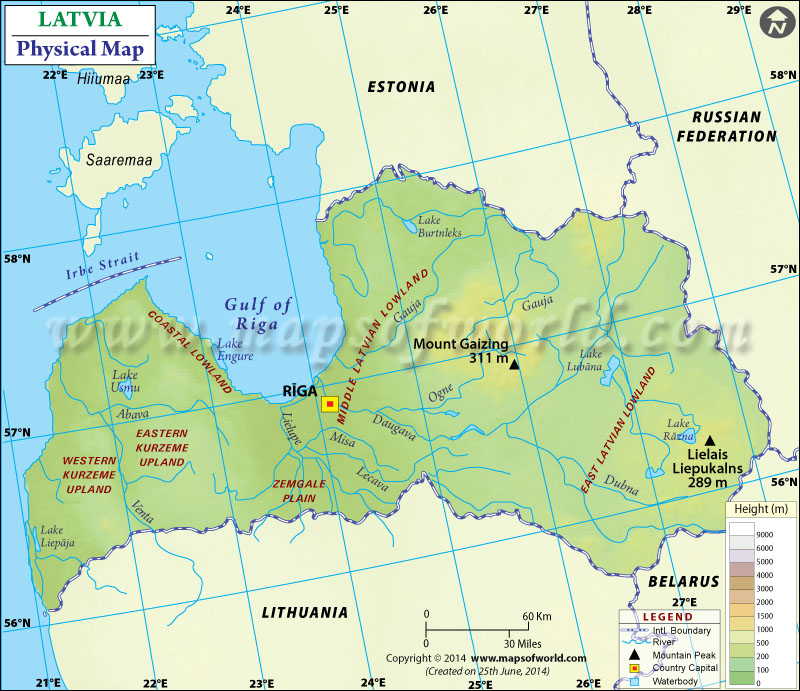 LATVIA
Physical Map
24°E
25°E
26°E
27°E
28°E
29°E
N
22°E
23°E
Hiiumaa
58°N
ESTONIA
RUSSIAN
FEDERATION
Saaremaa
Lake
Burtnleks
58°N
Irbe Strait
57°N
Gulf of
Riga
Gauja
Gauja
www.mapsofworld.com
COASTAL LOWLAND
MIDDLE LATVIAN LOWLAND
Lake
Engure
Mount Gaizing
311 m
Lake
Lubāna
Lake
Usmu
RĪGA
Ogne
EAST LATVIAN LOWLAND
Abava
Lielupe
Daugava
Misa
Lake
Rāzna
57°N
EASTERN
KURZEME
UPLAND
WESTERN
KURZEME
UPLAND
Lielais
Liepukalns
289 m
ZEMGALE
PLAIN
Lecava
Dubna
56°N
Venta
Lake
Liepāja
Height (m)
9000
6000
5000
4000
3000
2000
1000
500
200
100
0
BELARUS
LITHUANIA
56°N
0
60 Km
0
30 Miles
27°E
LEGEND
Intl. Boundary
River
Mountain Peak
Country Capital
Waterbody
Copyright © 2014 www.mapsofworld.com
(Created on 25th June, 2014)
21°E
22°E
23°E
24°E
25°E
26°E